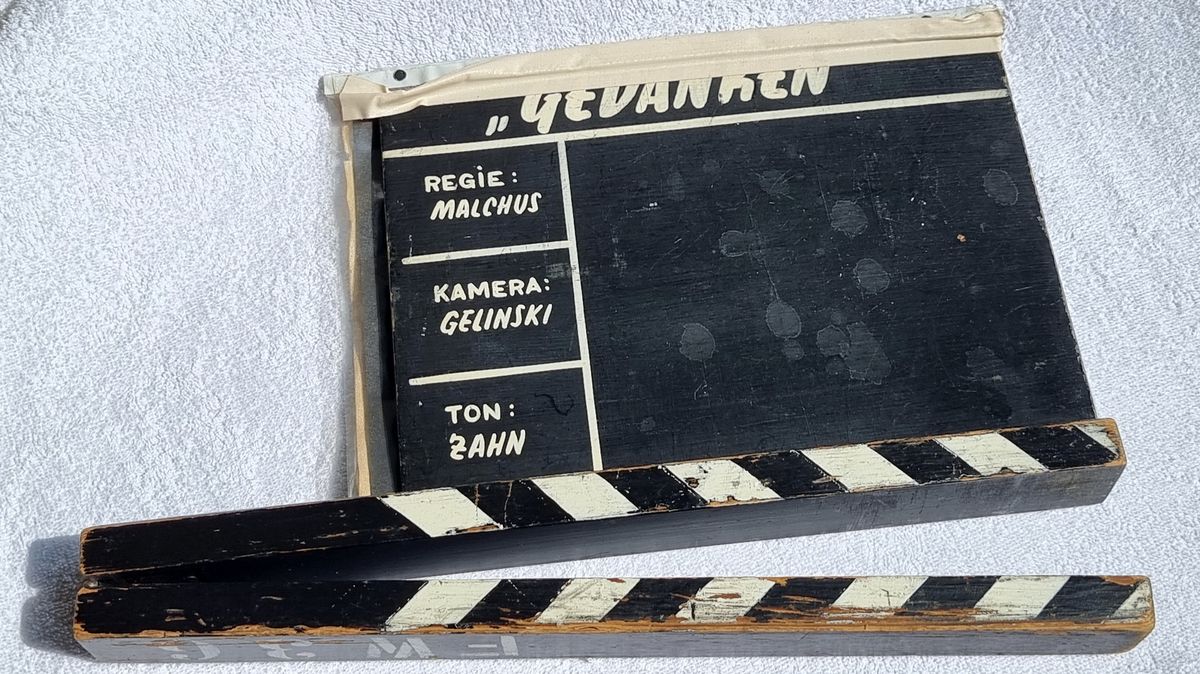 „GEDANKEN
REGiE:
MALCHUS
KAMERA:
GELINSKI
TON:
ZAHN